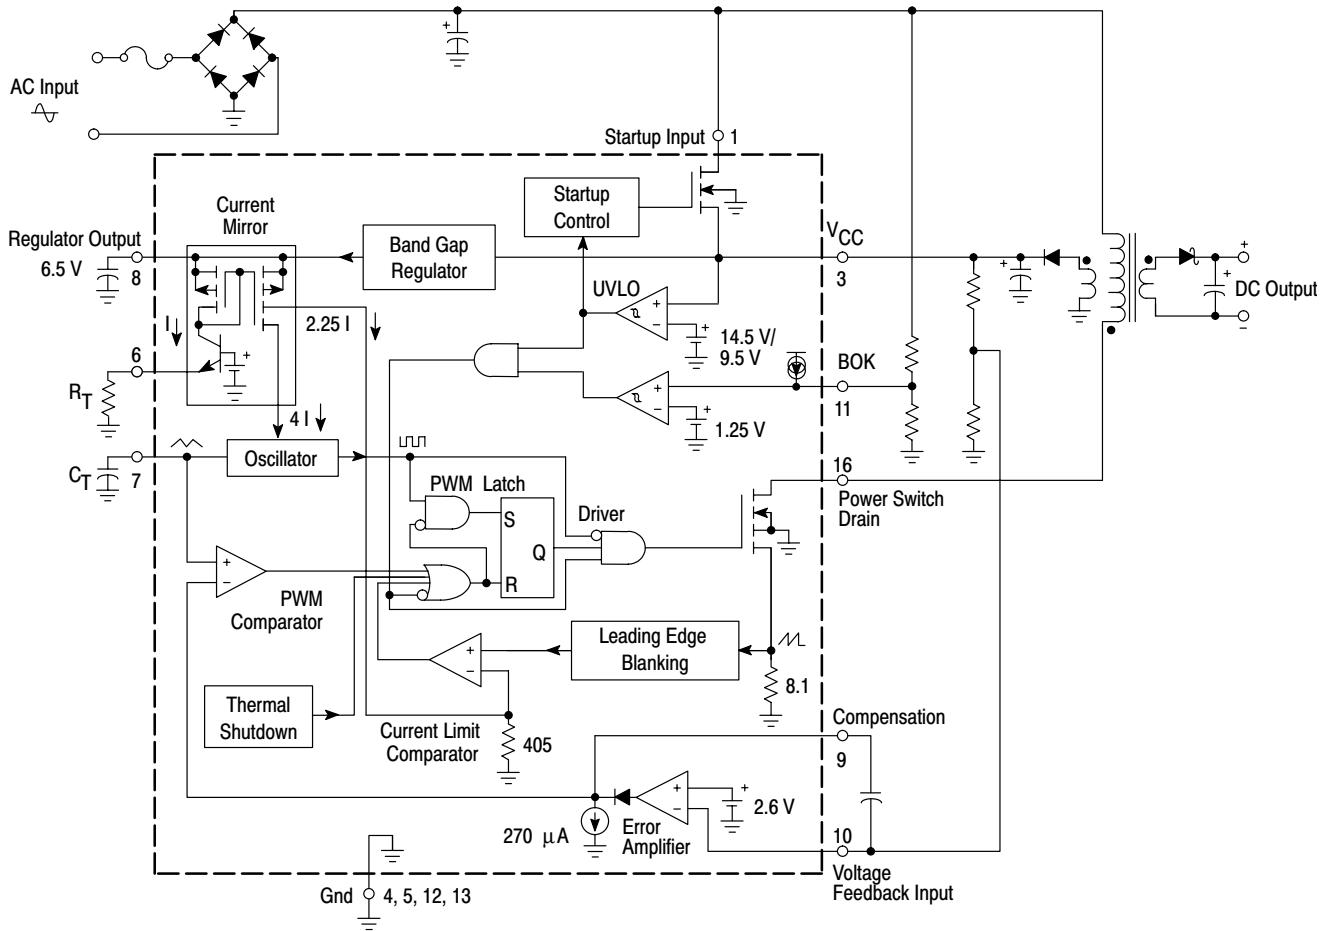 AC Input
Startup Input
1
Current
Mirror
Startup
Control
Regulator Output
6.5 V
8
Band Gap
Regulator
VCC
3
+
DC Output
-
UVLO
+
-
14.5 V/
9.5 V
I
2.25 I
6
RT
BOK
11
+
-
1.25 V
4 I
CT
7
Oscillator
16
Power Switch
Drain
PWM Latch
S
Q
R
Driver
+
-
PWM
Comparator
Leading Edge
Blanking
+
-
8.1
Thermal
Shutdown
Current Limit
Comparator
405
Compensation
9
+
-
2.6 V
270 μA
Error
Amplifier
10
Voltage
Feedback Input
Gnd
4, 5, 12, 13